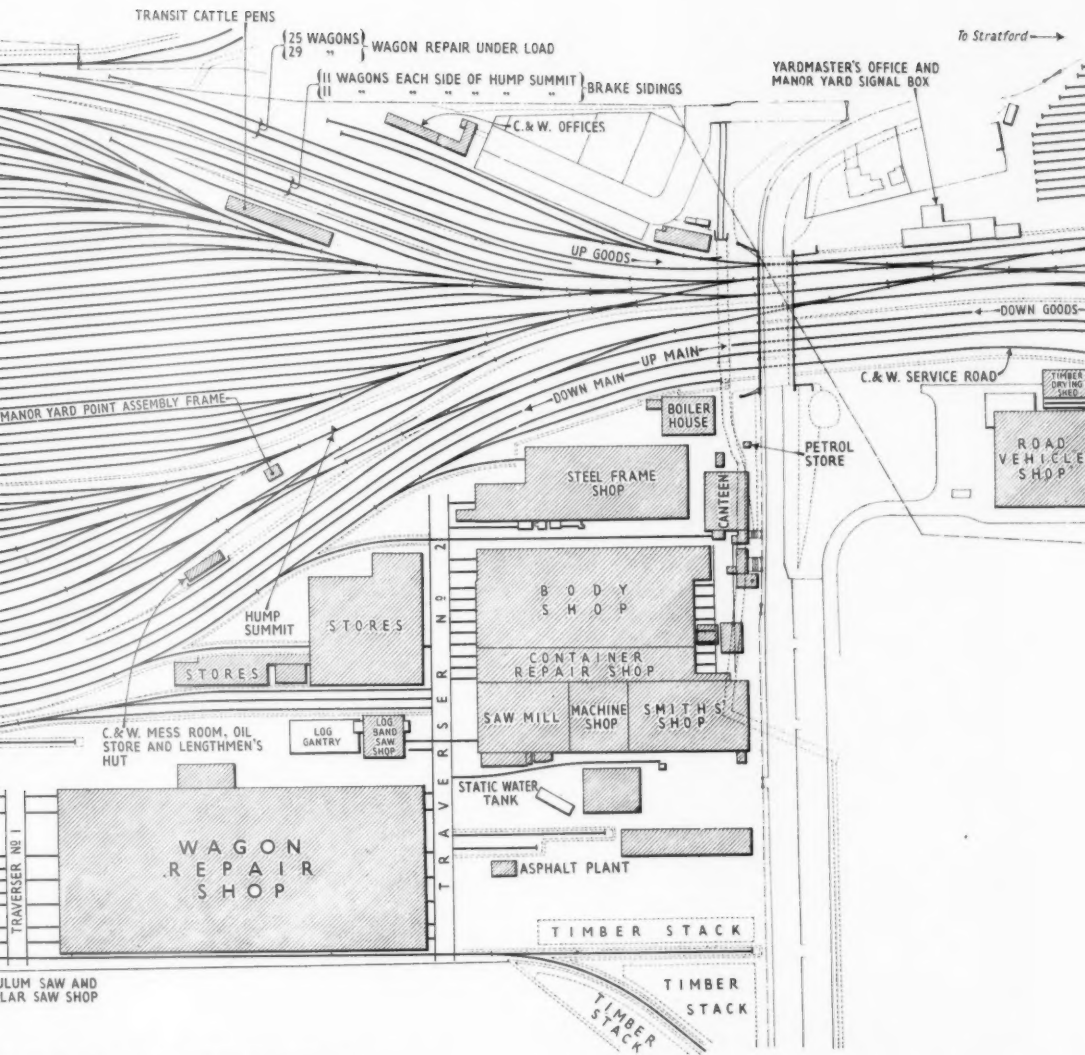 TRANSIT CATTLE PENS
25 WAGONS
29 "
WAGON REPAIR UNDER LOAD
11 WAGONS EACH SIDE OF HUMP SUMMIT
11 " " " " " "
BRAKE SIDINGS
C.& W. OFFICES
To Stratford
YARDMASTER'S OFFICE AND
MANOR YARD SIGNAL BOX
UP GOODS
DOWN GOODS
UP MAIN
DOWN MAIN
C.& W. SERVICE ROAD
MANOR YARD POINT ASSEMBLY FRAME
BOILER
HOUSE
PETROL
STORE
TIMBER
DRYING
SHED
ROAD
VEHICLE
SHOP
STEEL FRAME
SHOP
CANTEEN
HUMP
SUMMIT
STORES
STORES
BODY
SHOP
CONTAINER
REPAIR SHOP
SAW MILL
MACHINE
SHOP
SMITHS'
SHOP
C.& W. MESS ROOM, OIL
STORE AND LENGTHMEN'S
HUT
LOG
GANTRY
LOG
BAND
SAW
SHOP
TRAVERSER Nº 2
STATIC WATER
TANK
WAGON
REPAIR
SHOP
TRAVERSER Nº 1
ASPHALT PLANT
TIMBER STACK
TIMBER
STACK
TIMBER
STACK
ULUM SAW AND
LAR SAW SHOP